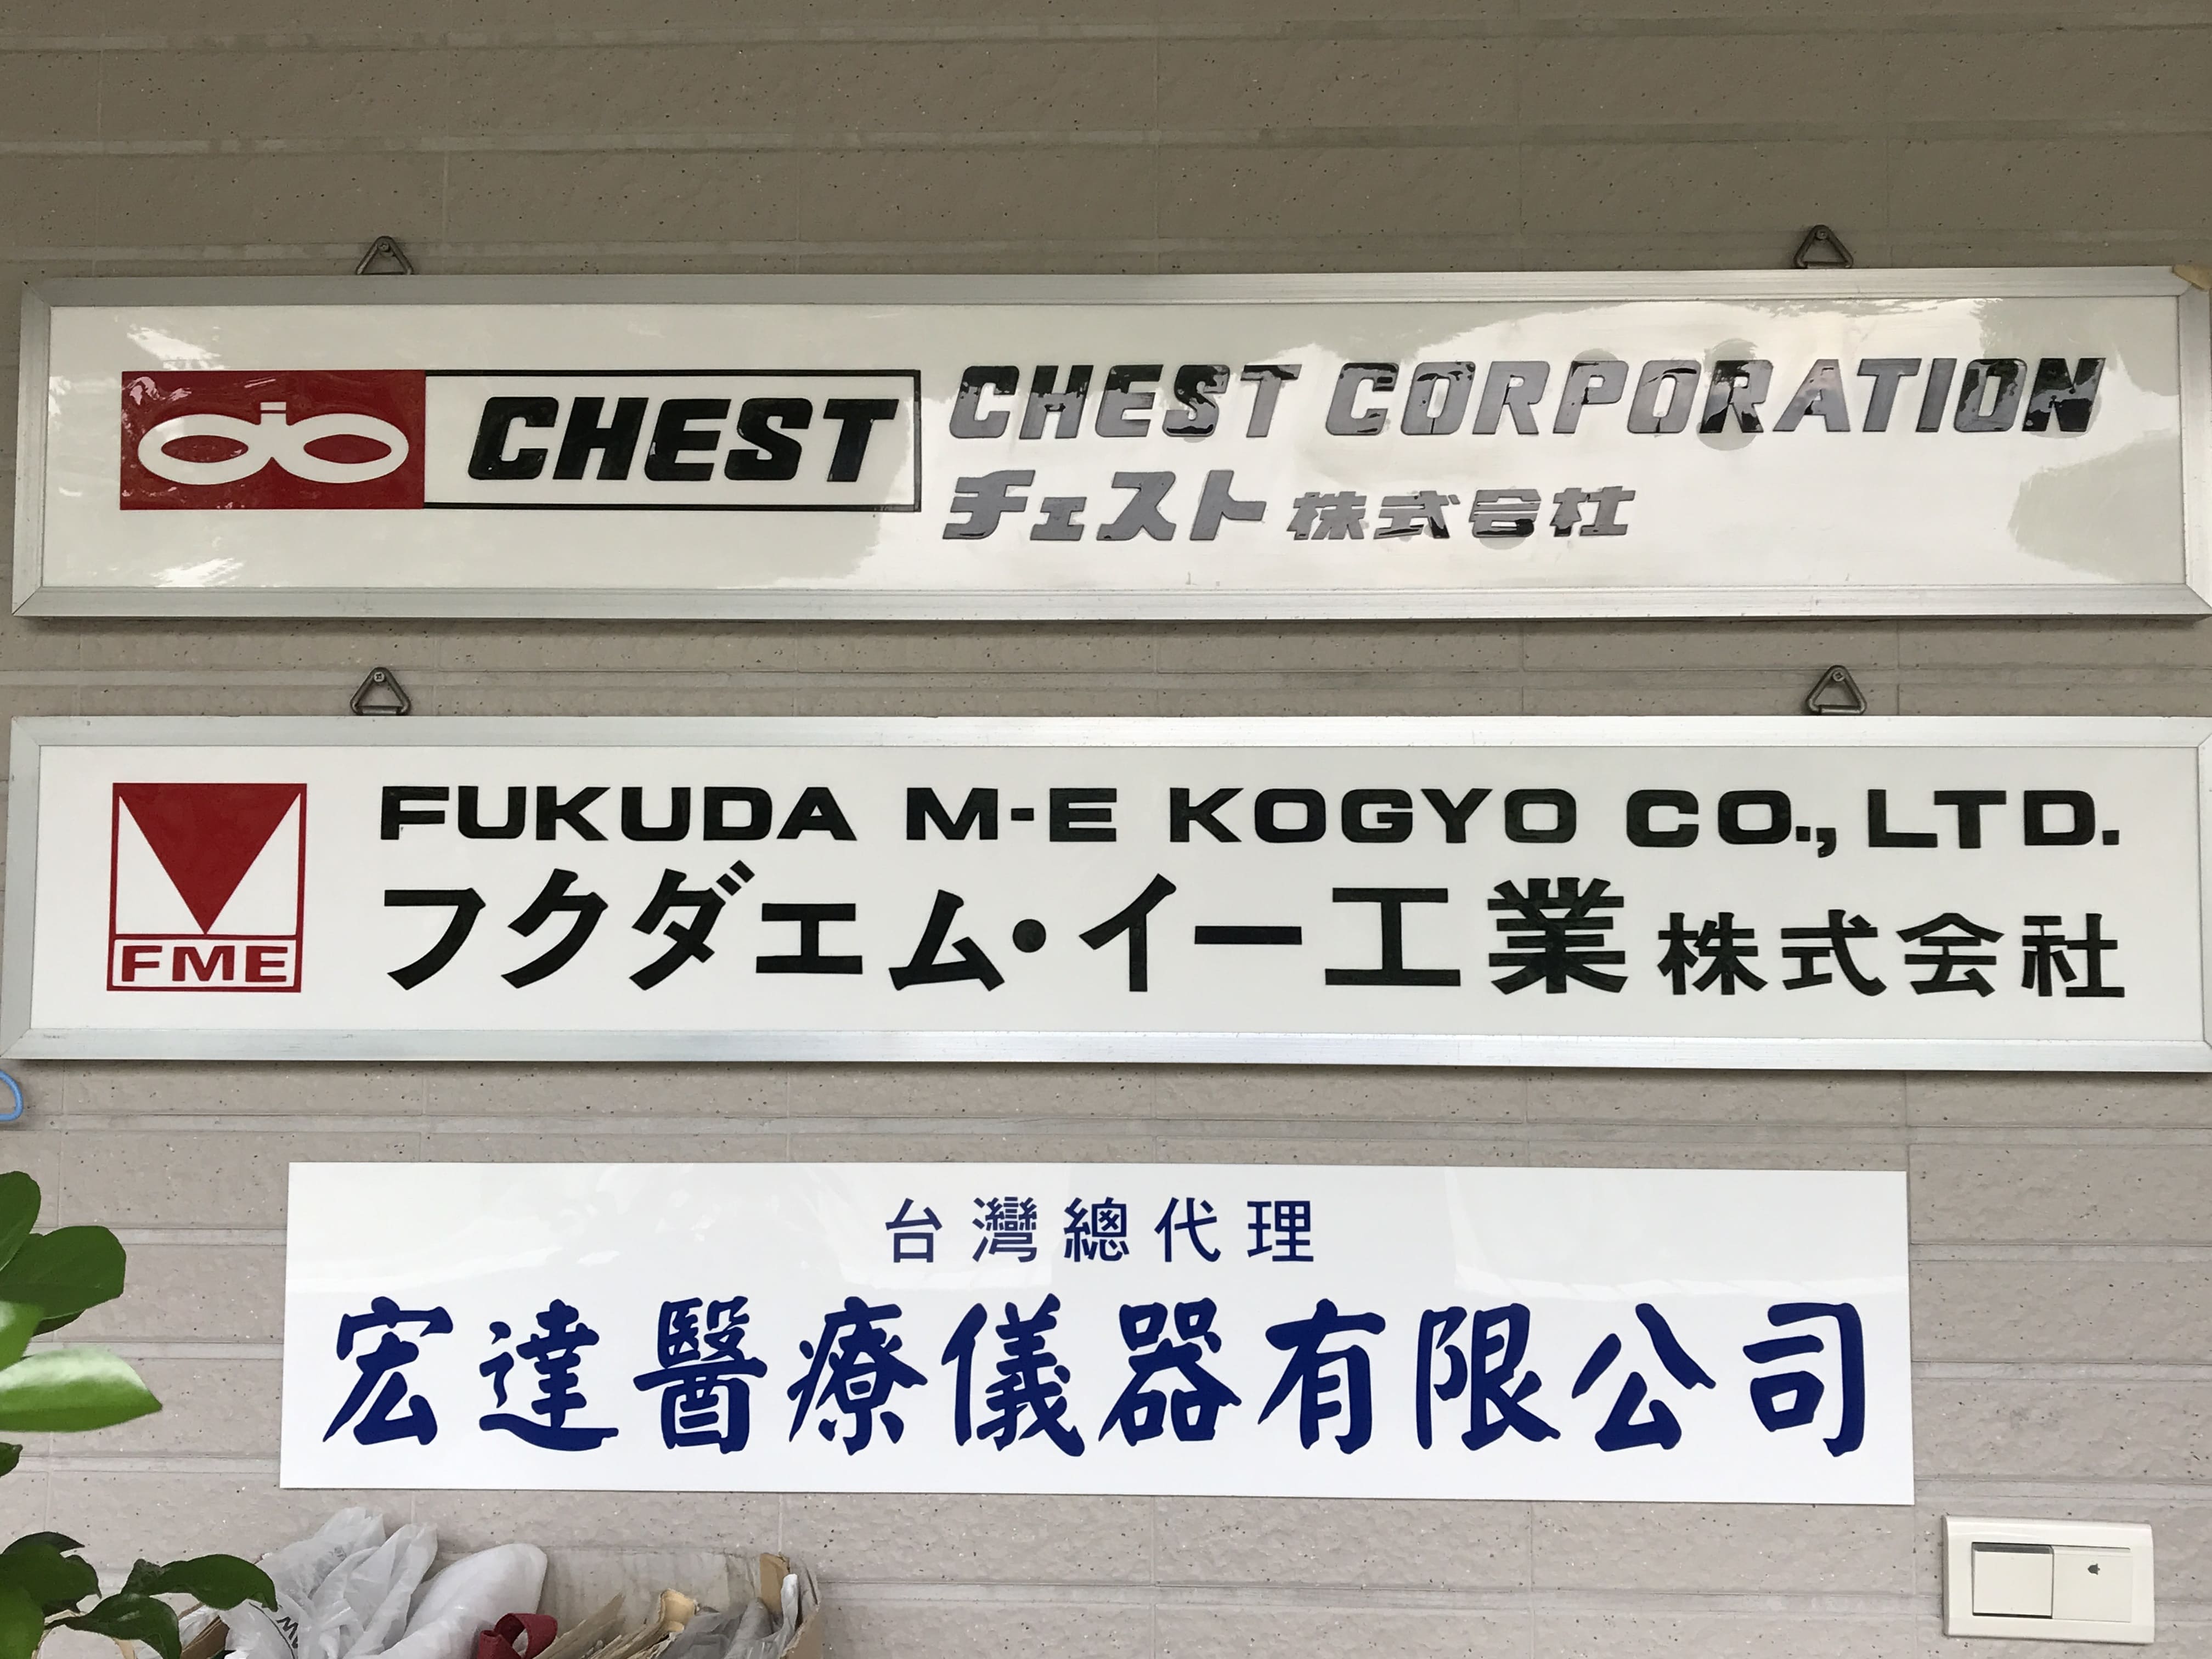 CHEST
CHEST CORPORATION
チェスト株式会社
FUKUDA M-E KOGYO CO., LTD.
フクダエム・イー工業株式会社
FME
台灣總代理
宏達醫療儀器有限公司